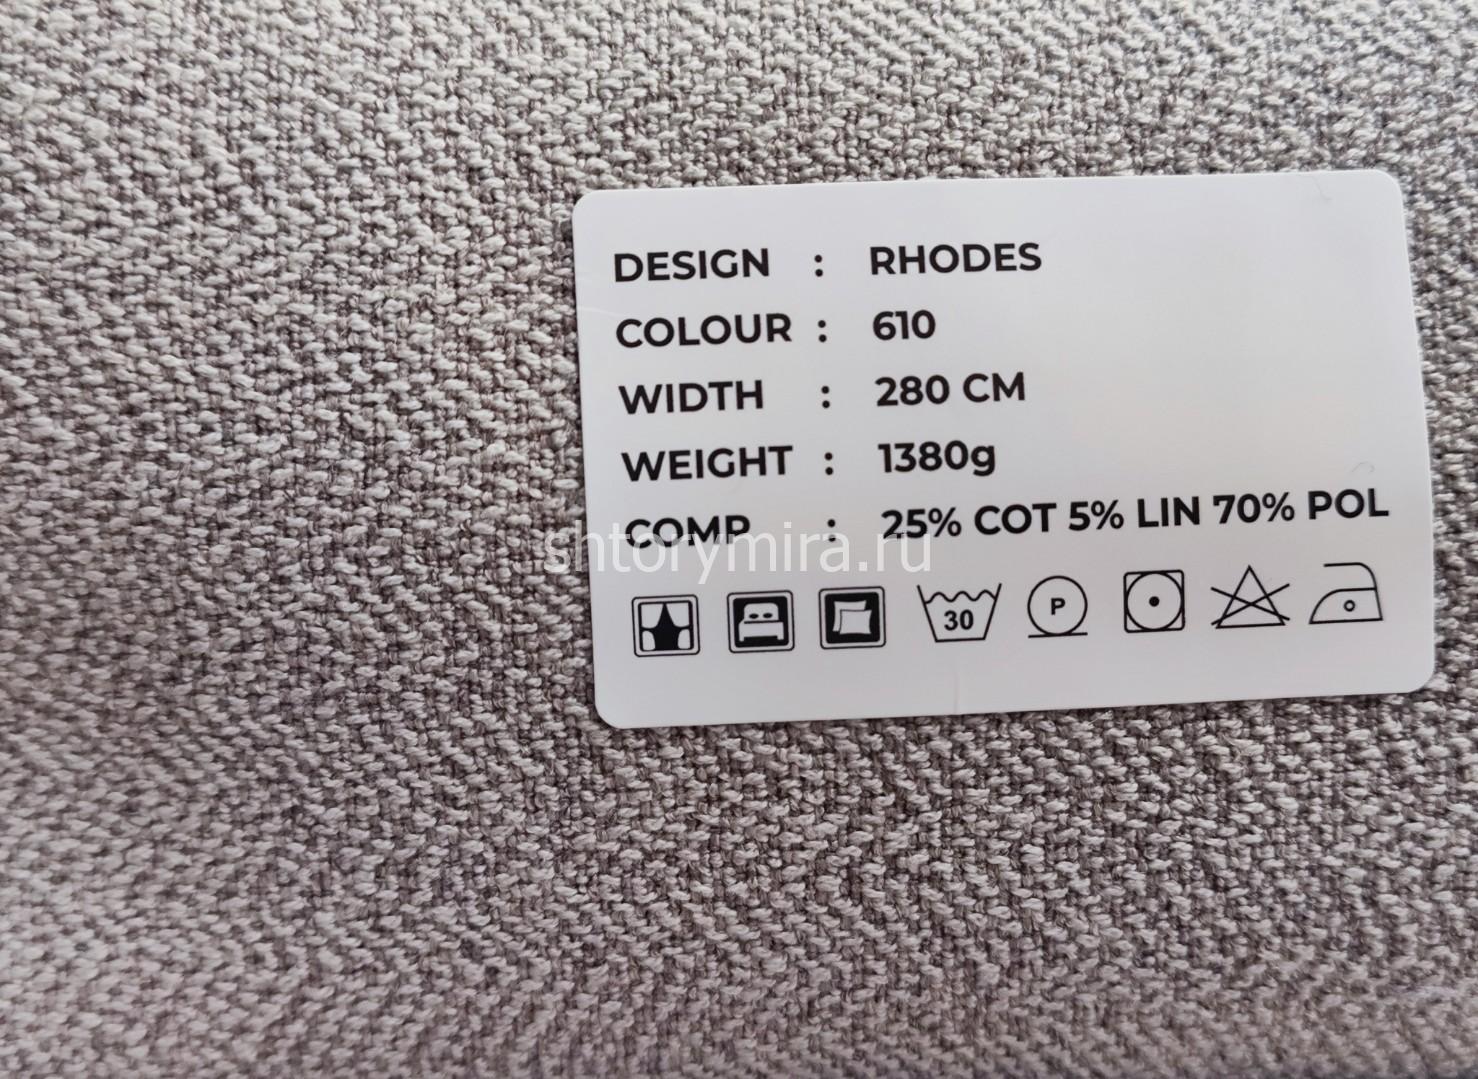 DESIGN : RHODES
COLOUR : 610
WIDTH : 280 CM
WEIGHT : 1380g
COMP : 25% COT 5% LIN 70% POL
shtorymira.ru
30 P